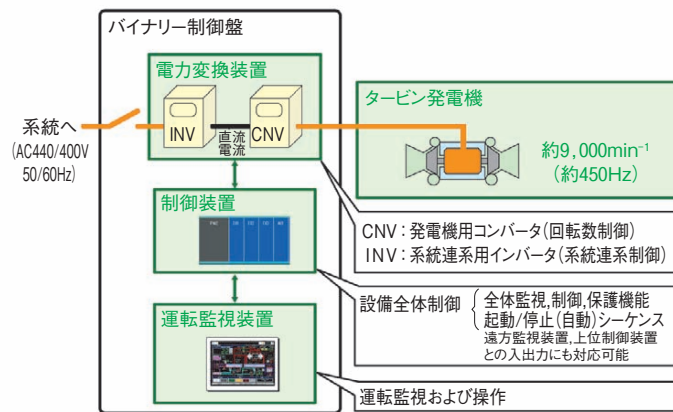 バイナリー制御盤
電力変換装置
INV
直流
電流
CNV
系統へ
(AC440/400V
50/60Hz)
タービン発電機
約9,000min⁻¹
(約450Hz)
制御装置
CNV:発電機用コンバータ(回転数制御)
INV:系統連系用インバータ(系統連系制御)
設備全体制御
全体監視,制御,保護機能
起動/停止(自動)シーケンス
遠方監視装置,上位制御装置
との入出力にも対応可能
運転監視装置
運転監視および操作